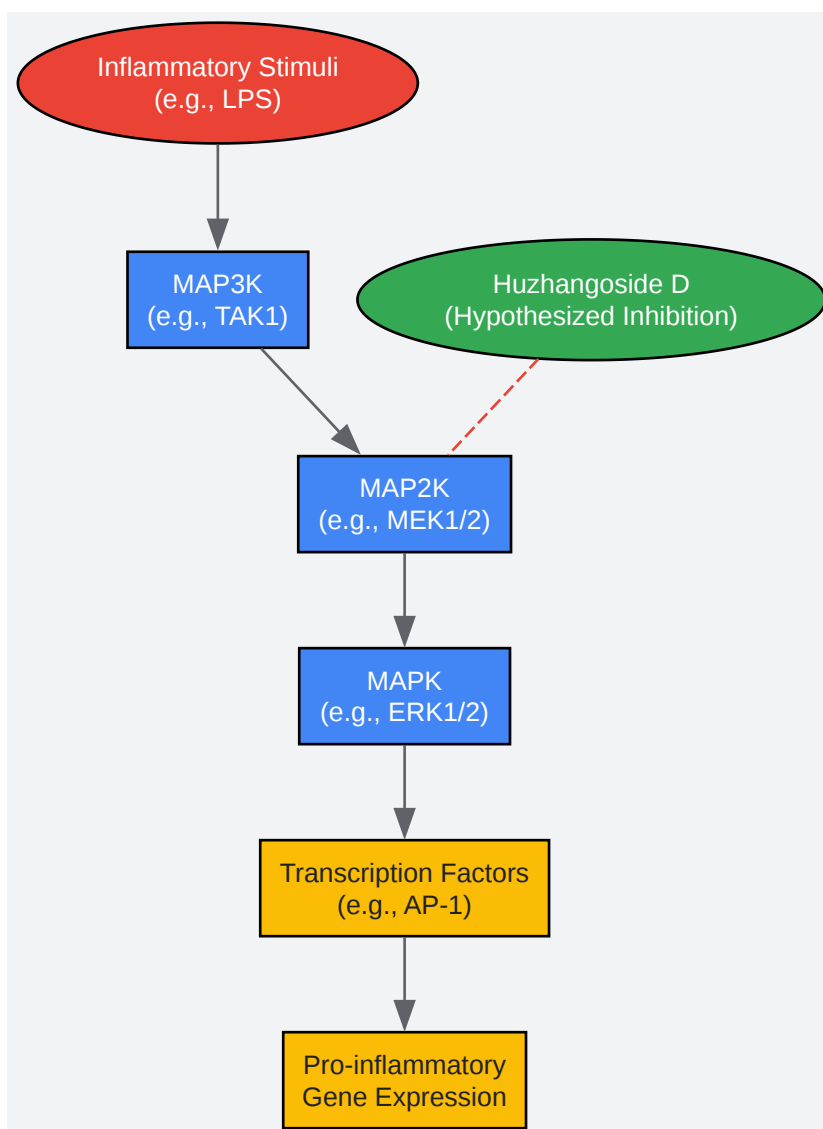 Inflammatory Stimuli
(e.g., LPS)
MAP3K
(e.g., TAK1)
Huzhangoside D
(Hypothesized Inhibition)
MAP2K
(e.g., MEK1/2)
MAPK
(e.g., ERK1/2)
Transcription Factors
(e.g., AP-1)
Pro-inflammatory
Gene Expression